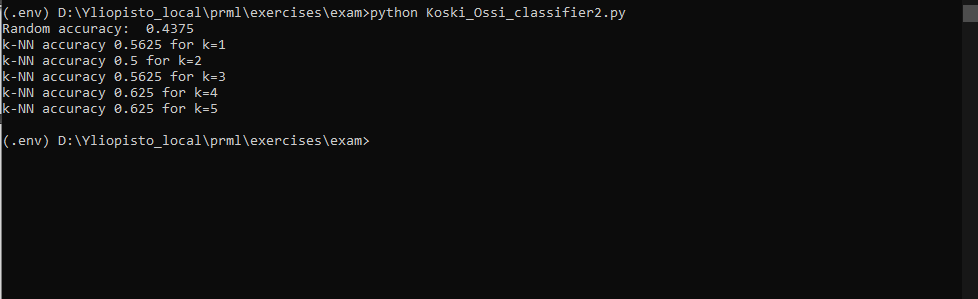 (.env) D:\Yliopisto_local\prml\exercises\exam>python Koski_Ossi_classifier2.py
Random accuracy:  0.4375
k-NN accuracy 0.5625 for k=1
k-NN accuracy 0.5 for k=2
k-NN accuracy 0.5625 for k=3
k-NN accuracy 0.625 for k=4
k-NN accuracy 0.625 for k=5
(.env) D:\Yliopisto_local\prml\exercises\exam>